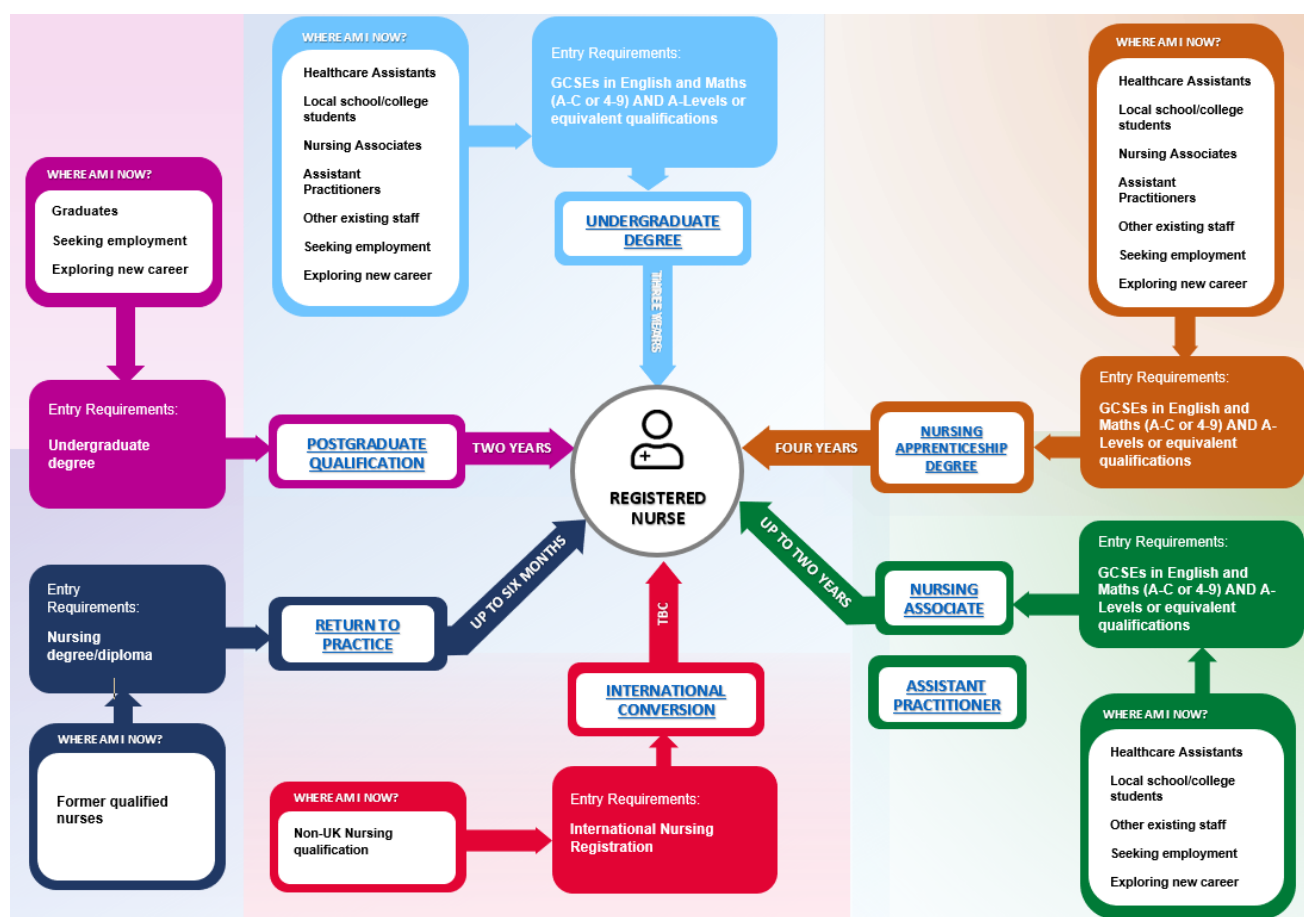 WHERE AM I NOW?
Graduates
Seeking employment
Exploring new career
Entry Requirements:
Undergraduate
degree
POSTGRADUATE
QUALIFICATION
TWO YEARS
WHERE AM I NOW?
Healthcare Assistants
Local school/college
students
Nursing Associates
Assistant
Practitioners
Other existing staff
Seeking employment
Exploring new career
Entry Requirements:
GCSEs in English and Maths
(A-C or 4-9) AND A-Levels or
equivalent qualifications
UNDERGRADUATE
DEGREE
THREE YEARS
WHERE AM I NOW?
Healthcare Assistants
Local school/college
students
Nursing Associates
Assistant
Practitioners
Other existing staff
Seeking employment
Exploring new career
Entry Requirements:
GCSEs in English and
Maths (A-C or 4-9) AND A-
Levels or equivalent
qualifications
NURSING
APPRENTICESHIP
DEGREE
FOUR YEARS
REGISTERED
NURSE
Entry
Requirements:
Nursing
degree/diploma
RETURN TO
PRACTICE
UP TO SIX MONTHS
WHERE AM I NOW?
Former qualified
nurses
WHERE AM I NOW?
Non-UK Nursing
qualification
Entry Requirements:
International Nursing
Registration
INTERNATIONAL
CONVERSION
TBC
Entry Requirements:
GCSEs in English and
Maths (A-C or 4-9) AND A-
Levels or equivalent
qualifications
NURSING
ASSOCIATE
UP TO TWO YEARS
ASSISTANT
PRACTITIONER
WHERE AM I NOW?
Healthcare Assistants
Local school/college
students
Other existing staff
Seeking employment
Exploring new career